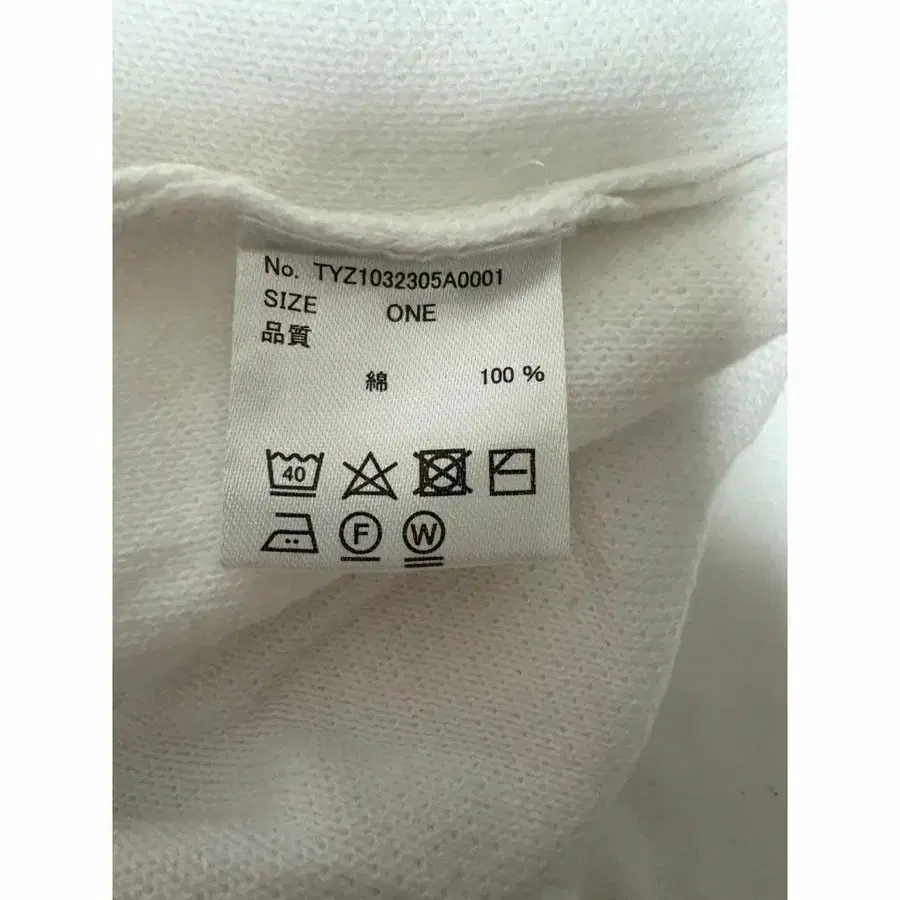 No. TYZ1032305A0001
SIZE ONE
品質
綿 100 %
40
F W